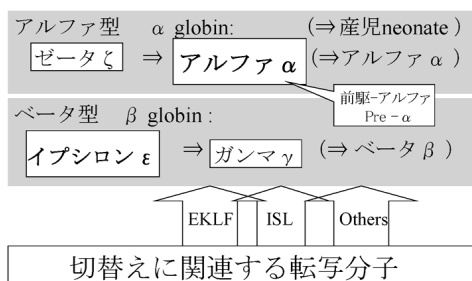 アルファ型 α globin: (⇒産児neonate )
ゼータ ζ ⇒ アルファ α (⇒アルファ α )
前駆-アルファ
Pre - α
ベータ型 β globin :
イプシロン ε ⇒ ガンマ γ (⇒ ベータ β )
EKLF ISL Others
切替えに関連する転写分子